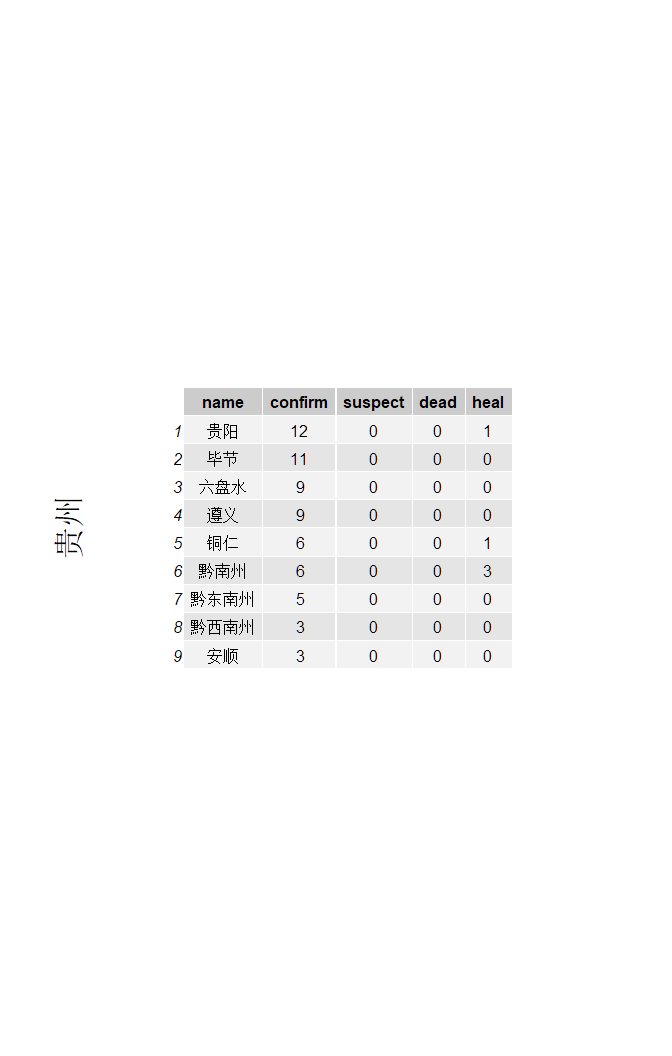 贵州
name confirm suspect dead heal
1 贵阳 12 0 0 1
2 毕节 11 0 0 0
3 六盘水 9 0 0 0
4 遵义 9 0 0 0
5 铜仁 6 0 0 1
6 黔南州 6 0 0 3
7 黔东南州 5 0 0 0
8 黔西南州 3 0 0 0
9 安顺 3 0 0 0